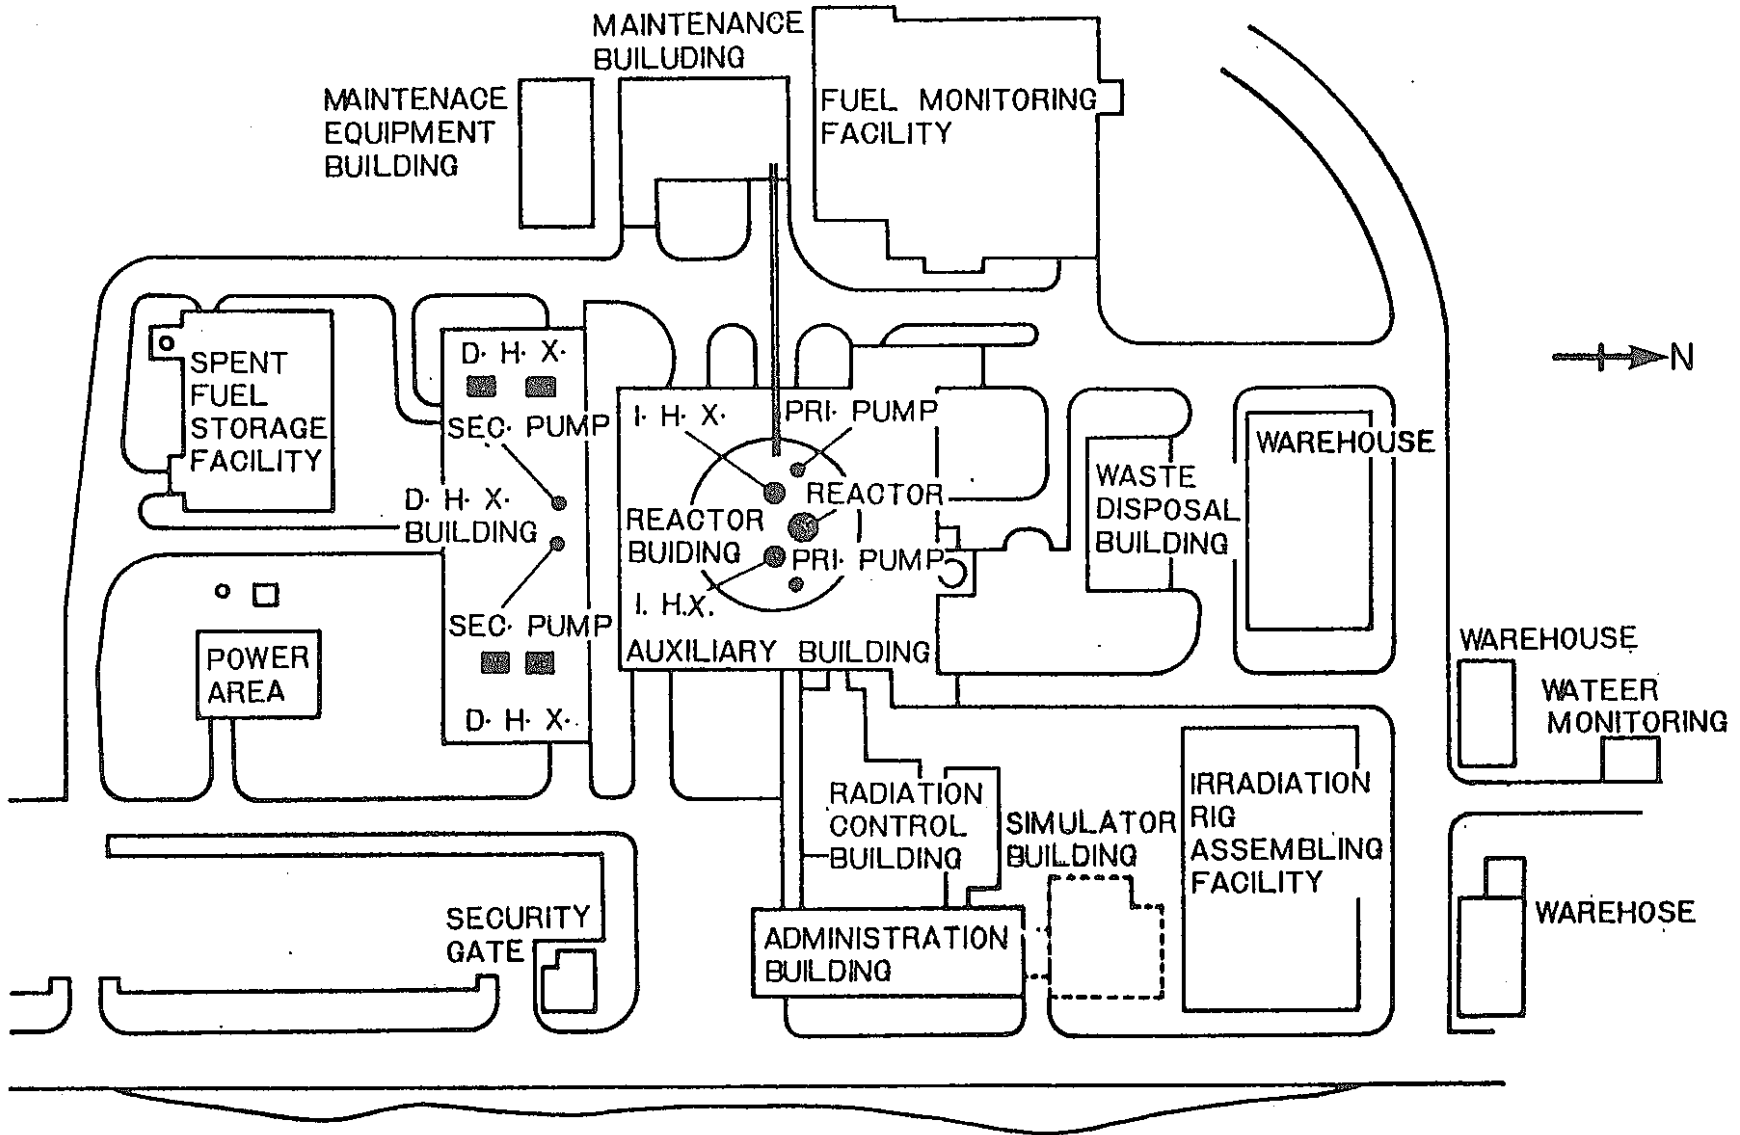 MAINTENANCE
BUILUDING
MAINTENACE
EQUIPMENT
BUILDING
FUEL MONITORING
FACILITY
N
SPENT
FUEL
STORAGE
FACILITY
D. H. X.
SEC. PUMP
D. H. X.
BUILDING
SEC. PUMP
D. H. X.
I. H. X.
PRI. PUMP
REACTOR
REACTOR
BUIDING
PRI. PUMP
I. H.X.
AUXILIARY BUILDING
WASTE
DISPOSAL
BUILDING
WAREHOUSE
POWER
AREA
WAREHOUSE
WATEER
MONITORING
RADIATION
CONTROL
BUILDING
SIMULATOR
BUILDING
IRRADIATION
RIG
ASSEMBLING
FACILITY
SECURITY
GATE
ADMINISTRATION
BUILDING
WAREHOSE